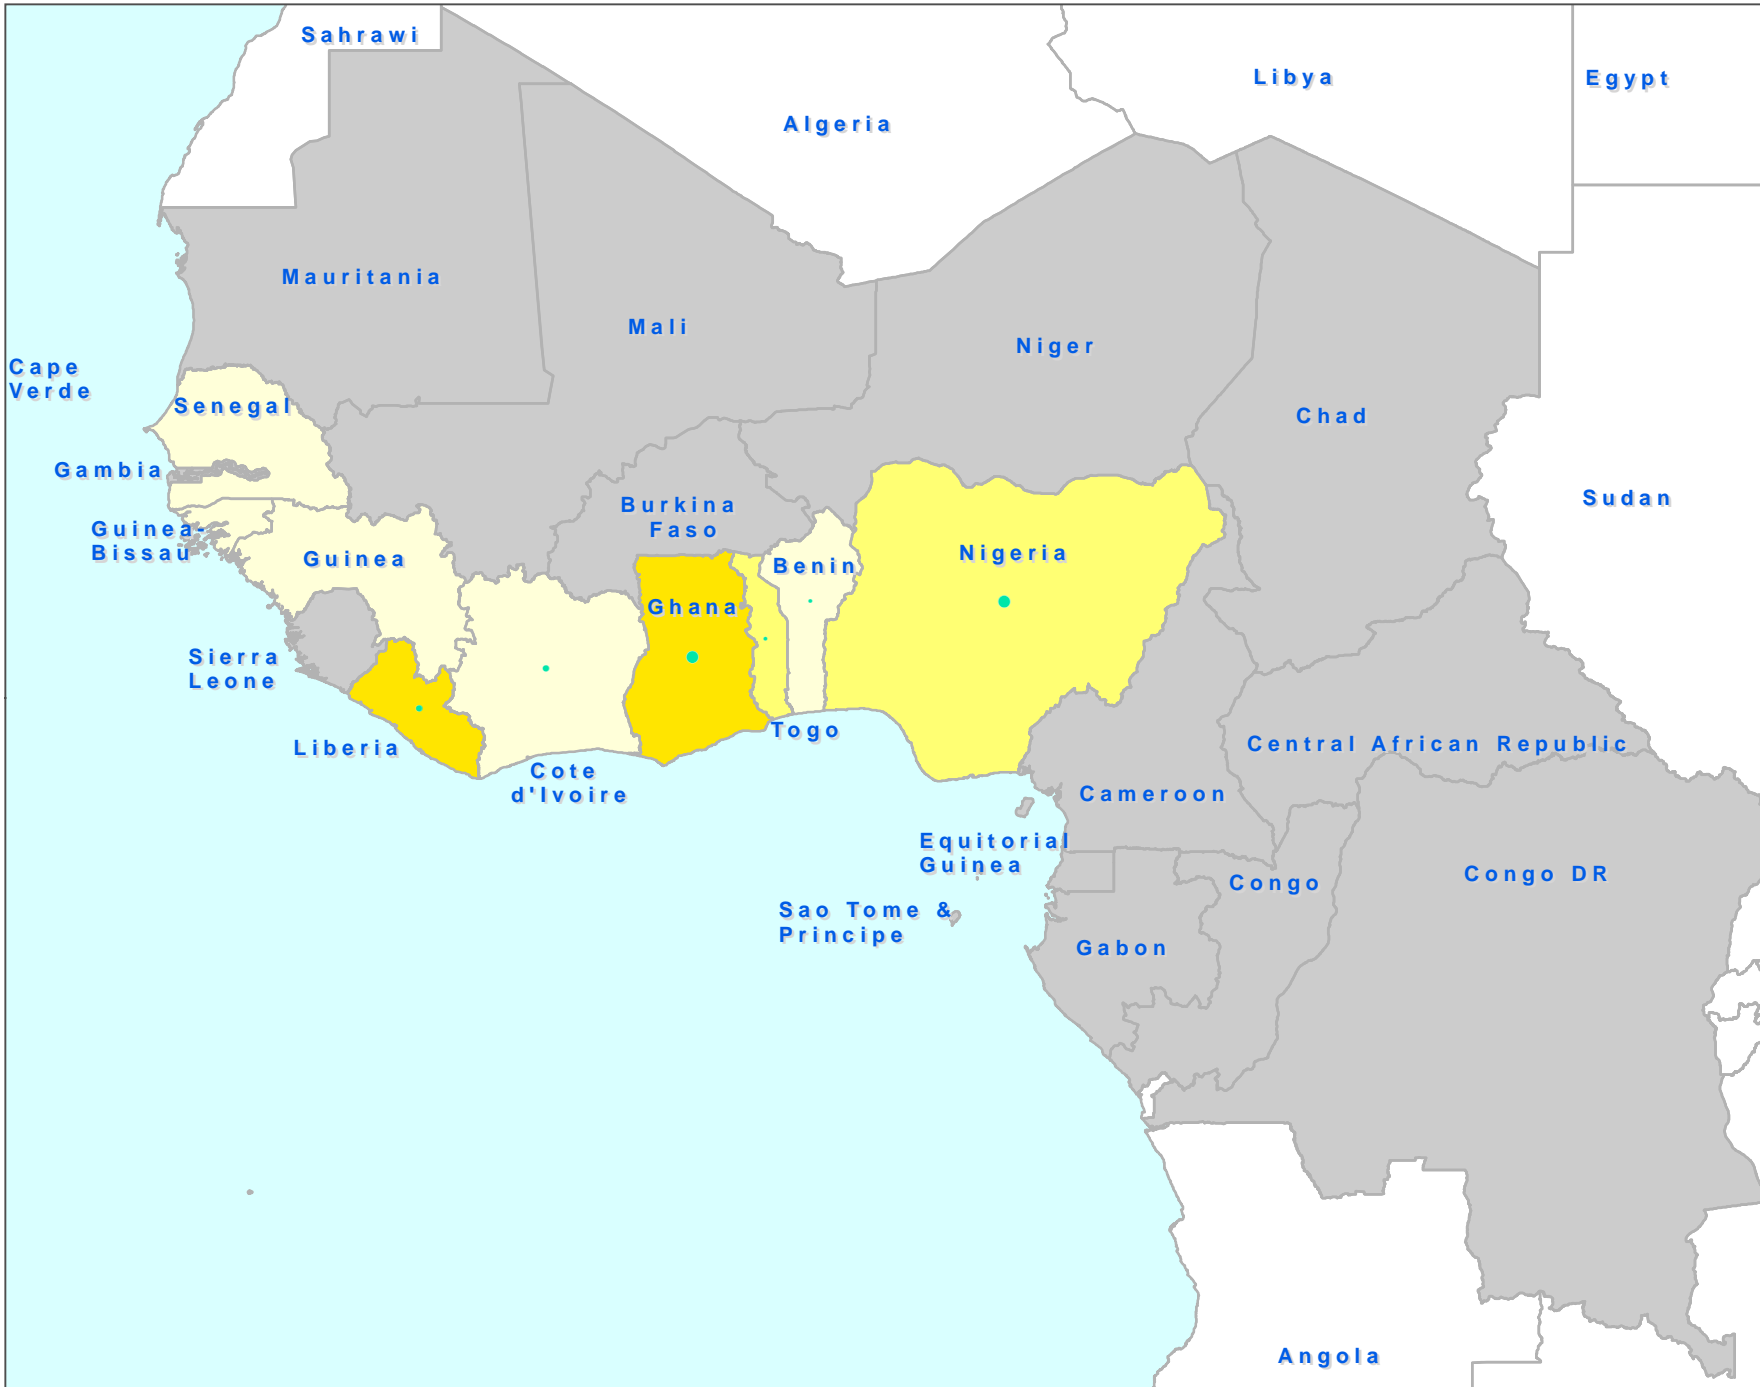 Sahrawi
Libya
Egypt
Algeria
Mauritania
Mali
Niger
Cape
Verde
Senegal
Chad
Gambia
Sudan
Burkina
Faso
Guinea-
Bissau
Guinea
Nigeria
Benin
Ghana
Sierra
Leone
Togo
Liberia
Central African Republic
Cote
d'Ivoire
Cameroon
Equitorial
Guinea
Congo
Congo DR
Sao Tome &
Principe
Gabon
Angola